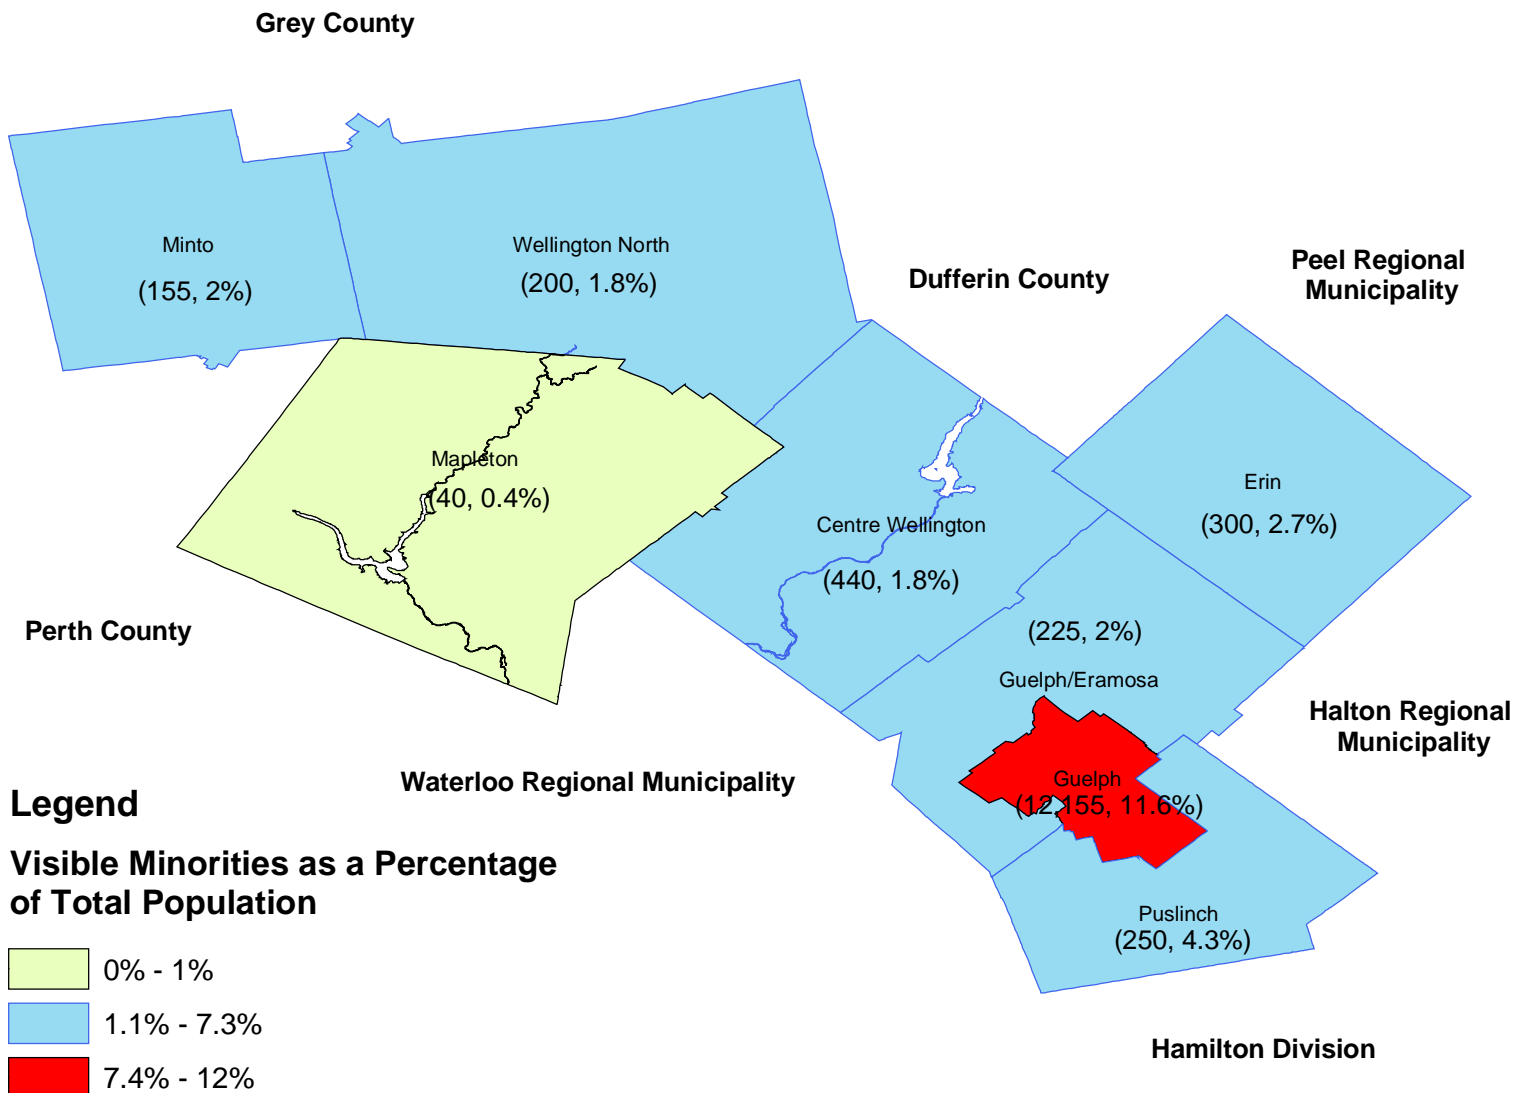 Grey County
Minto
(155, 2%)
Wellington North
(200, 1.8%)
Dufferin County
Peel Regional
Municipality
Mapleton
(40, 0.4%)
Centre Wellington
(440, 1.8%)
Erin
(300, 2.7%)
Perth County
(225, 2%)
Guelph/Eramosa
Halton Regional
Municipality
Waterloo Regional Municipality
Guelph
(12,155, 11.6%)
Puslinch
(250, 4.3%)
Hamilton Division
Legend
Visible Minorities as a Percentage
of Total Population
0% - 1%
1.1% - 7.3%
7.4% - 12%